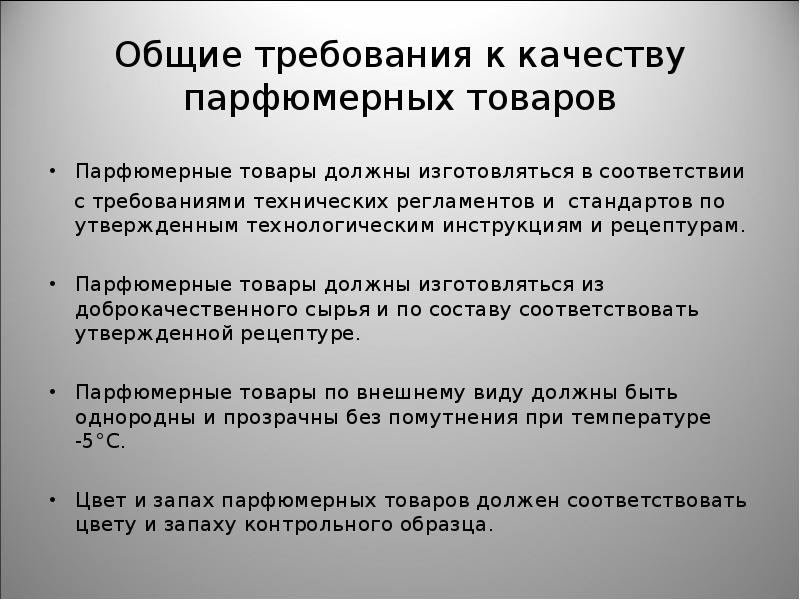 Общие требования к качеству
парфюмерных товаров
• Парфюмерные товары должны изготовляться в соответствии
с требованиями технических регламентов и стандартов по
утвержденным технологическим инструкциям и рецептурам.
• Парфюмерные товары должны изготовляться из
доброкачественного сырья и по составу соответствовать
утвержденной рецептуре.
• Парфюмерные товары по внешнему виду должны быть
однородны и прозрачны без помутнения при температуре
-5°С.
• Цвет и запах парфюмерных товаров должен соответствовать
цвету и запаху контрольного образца.